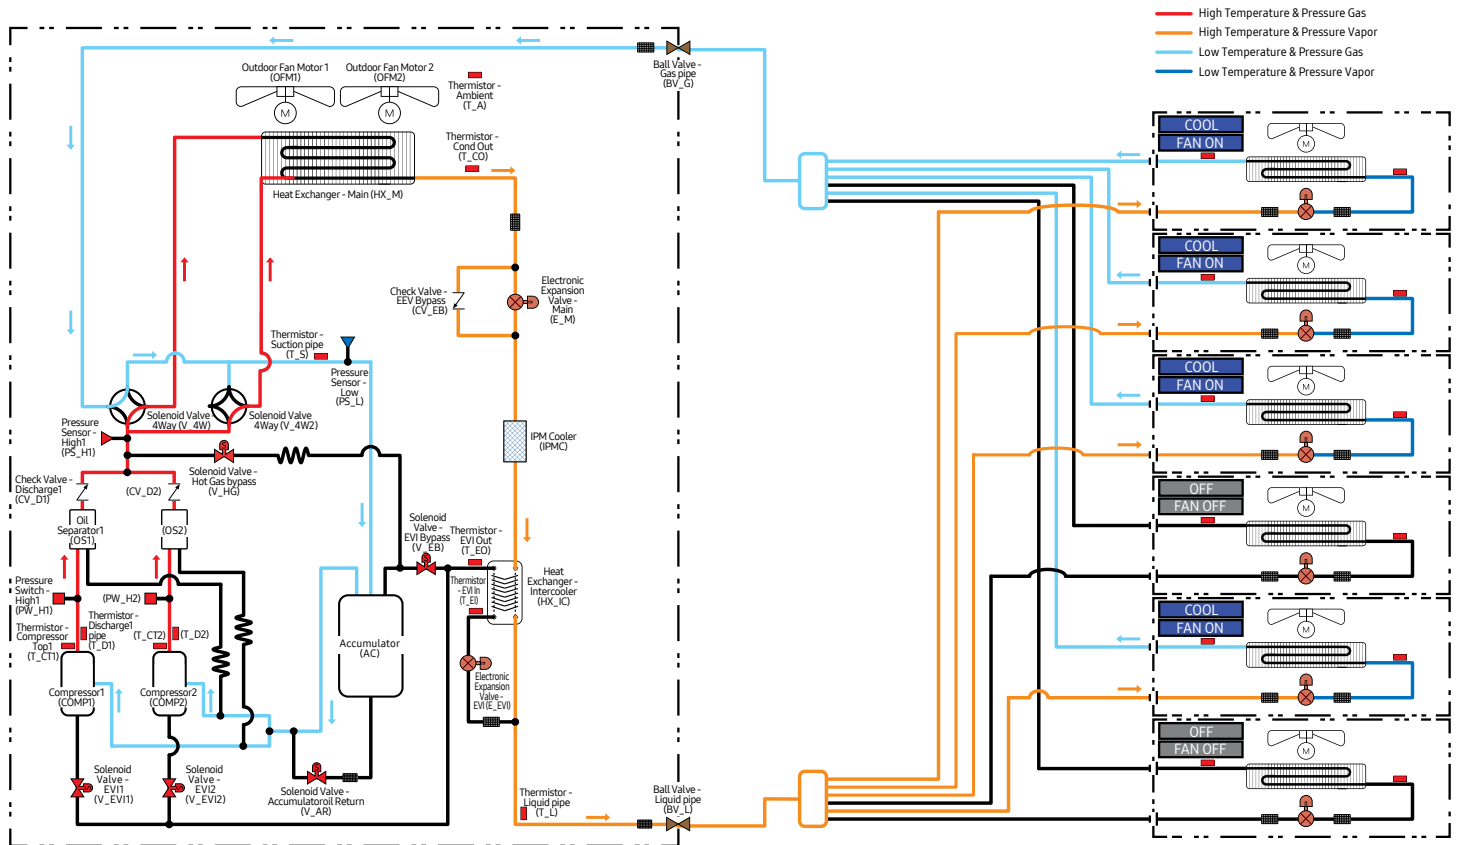 High Temperature & Pressure Gas
High Temperature & Pressure Vapor
Low Temperature & Pressure Gas
Low Temperature & Pressure Vapor
Outdoor Fan Motor 1
(OFM1)
Outdoor Fan Motor 2
(OFM2)
M
M
Thermistor -
Ambient
(T_A)
Ball Valve -
Gas pipe
(BV_G)
Thermistor -
Cond Out
(T_CO)
Heat Exchanger - Main (HX_M)
Check Valve -
EEV Bypass
(CV_EB)
Electronic
Expansion
Valve -
Main
(E_M)
Thermistor -
Suction pipe
(T_S)
Pressure
Sensor -
Low
(PS_L)
Solenoid Valve -
4Way (V_4W)
Solenoid Valve
4Way (V_4W2)
Pressure
Sensor -
High1
(PS_H1)
S
Solenoid Valve -
Hot Gas bypass
(V_HG)
IPM Cooler
(IPMC)
Check Valve -
Discharge1
(CV_D1)
(CV_D2)
Oil
Separator1
(OS1)
(OS2)
Solenoid
Valve -
EVI Bypass
(V_EB)
S
Thermistor -
EVI Out
(T_EO)
Thermistor
- EVI In
(T_EI)
Heat
Exchanger -
Intercooler
(HX_IC)
Pressure
Switch -
High1
(PW_H1)
(PW_H2)
Thermistor -
Discharge1
pipe
(T_D1)
Thermistor-
Compressor
Top1
(T_CT1)
(T_CT2)
(T_D2)
Accumulator
(AC)
Compressor1
(COMP1)
Compressor2
(COMP2)
Electronic
Expansion
Valve -
EVI (E_EVI)
Solenoid
Valve -
EVI1
(V_EVI1)
S
Solenoid
Valve -
EVI2
(V_EVI2)
S
S
Solenoid Valve -
Accumulatoroil Return
(V_AR)
Thermistor -
Liquid pipe
(T_L)
Ball Valve -
Liquid pipe
(BV_L)
COOL
FAN ON
M
COOL
FAN ON
M
COOL
FAN ON
M
OFF
FAN OFF
M
COOL
FAN ON
M
OFF
FAN OFF
M